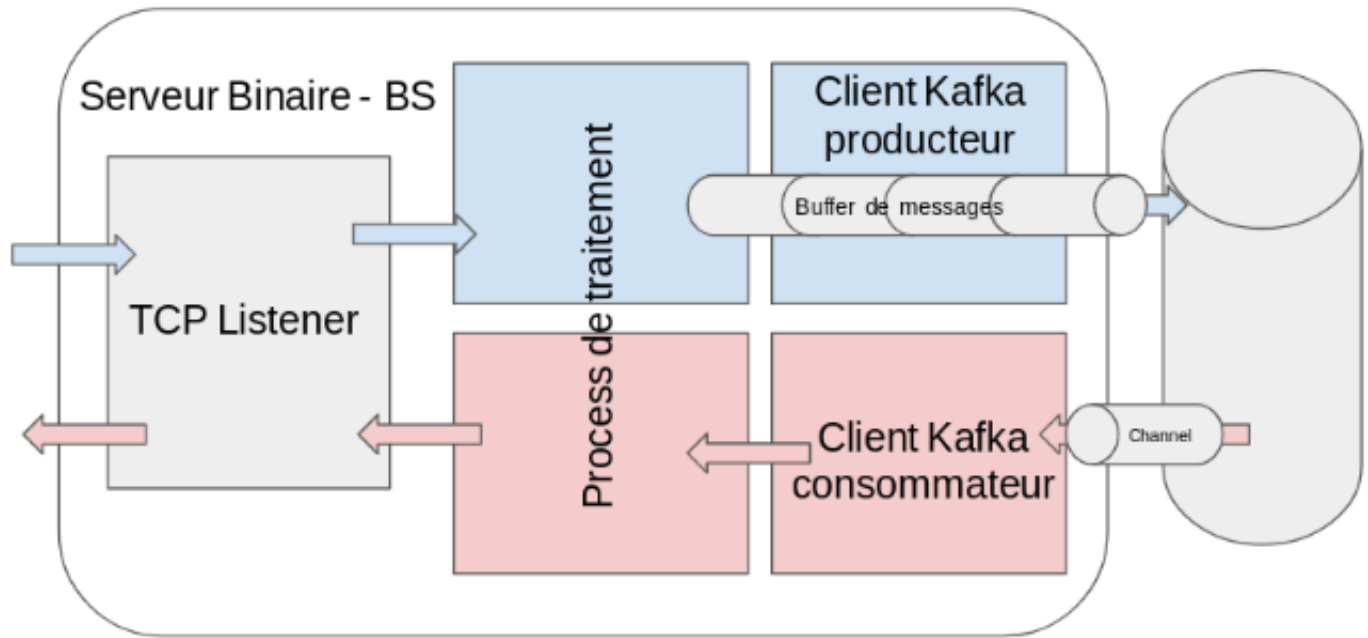 Serveur Binaire - BS
TCP Listener
Process de traitement
Client Kafka
producteur
Buffer de messages
Client Kafka
consommateur
Channel